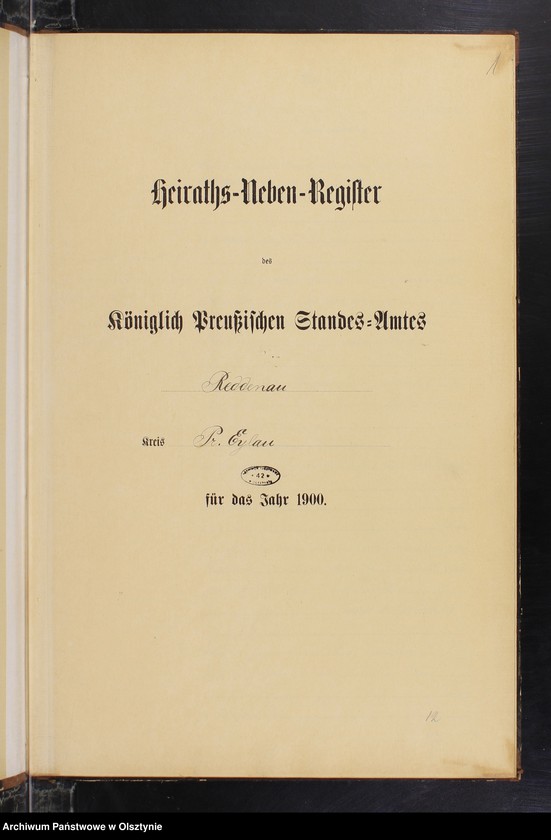 1
Heiraths-Neben-Register
des
Königlich Preußischen Standes-Amtes
Reddenau
Kreis Pr. Eylau
* 42 *
für das Jahr 1900.
12
Archiwum Państwowe w Olsztynie